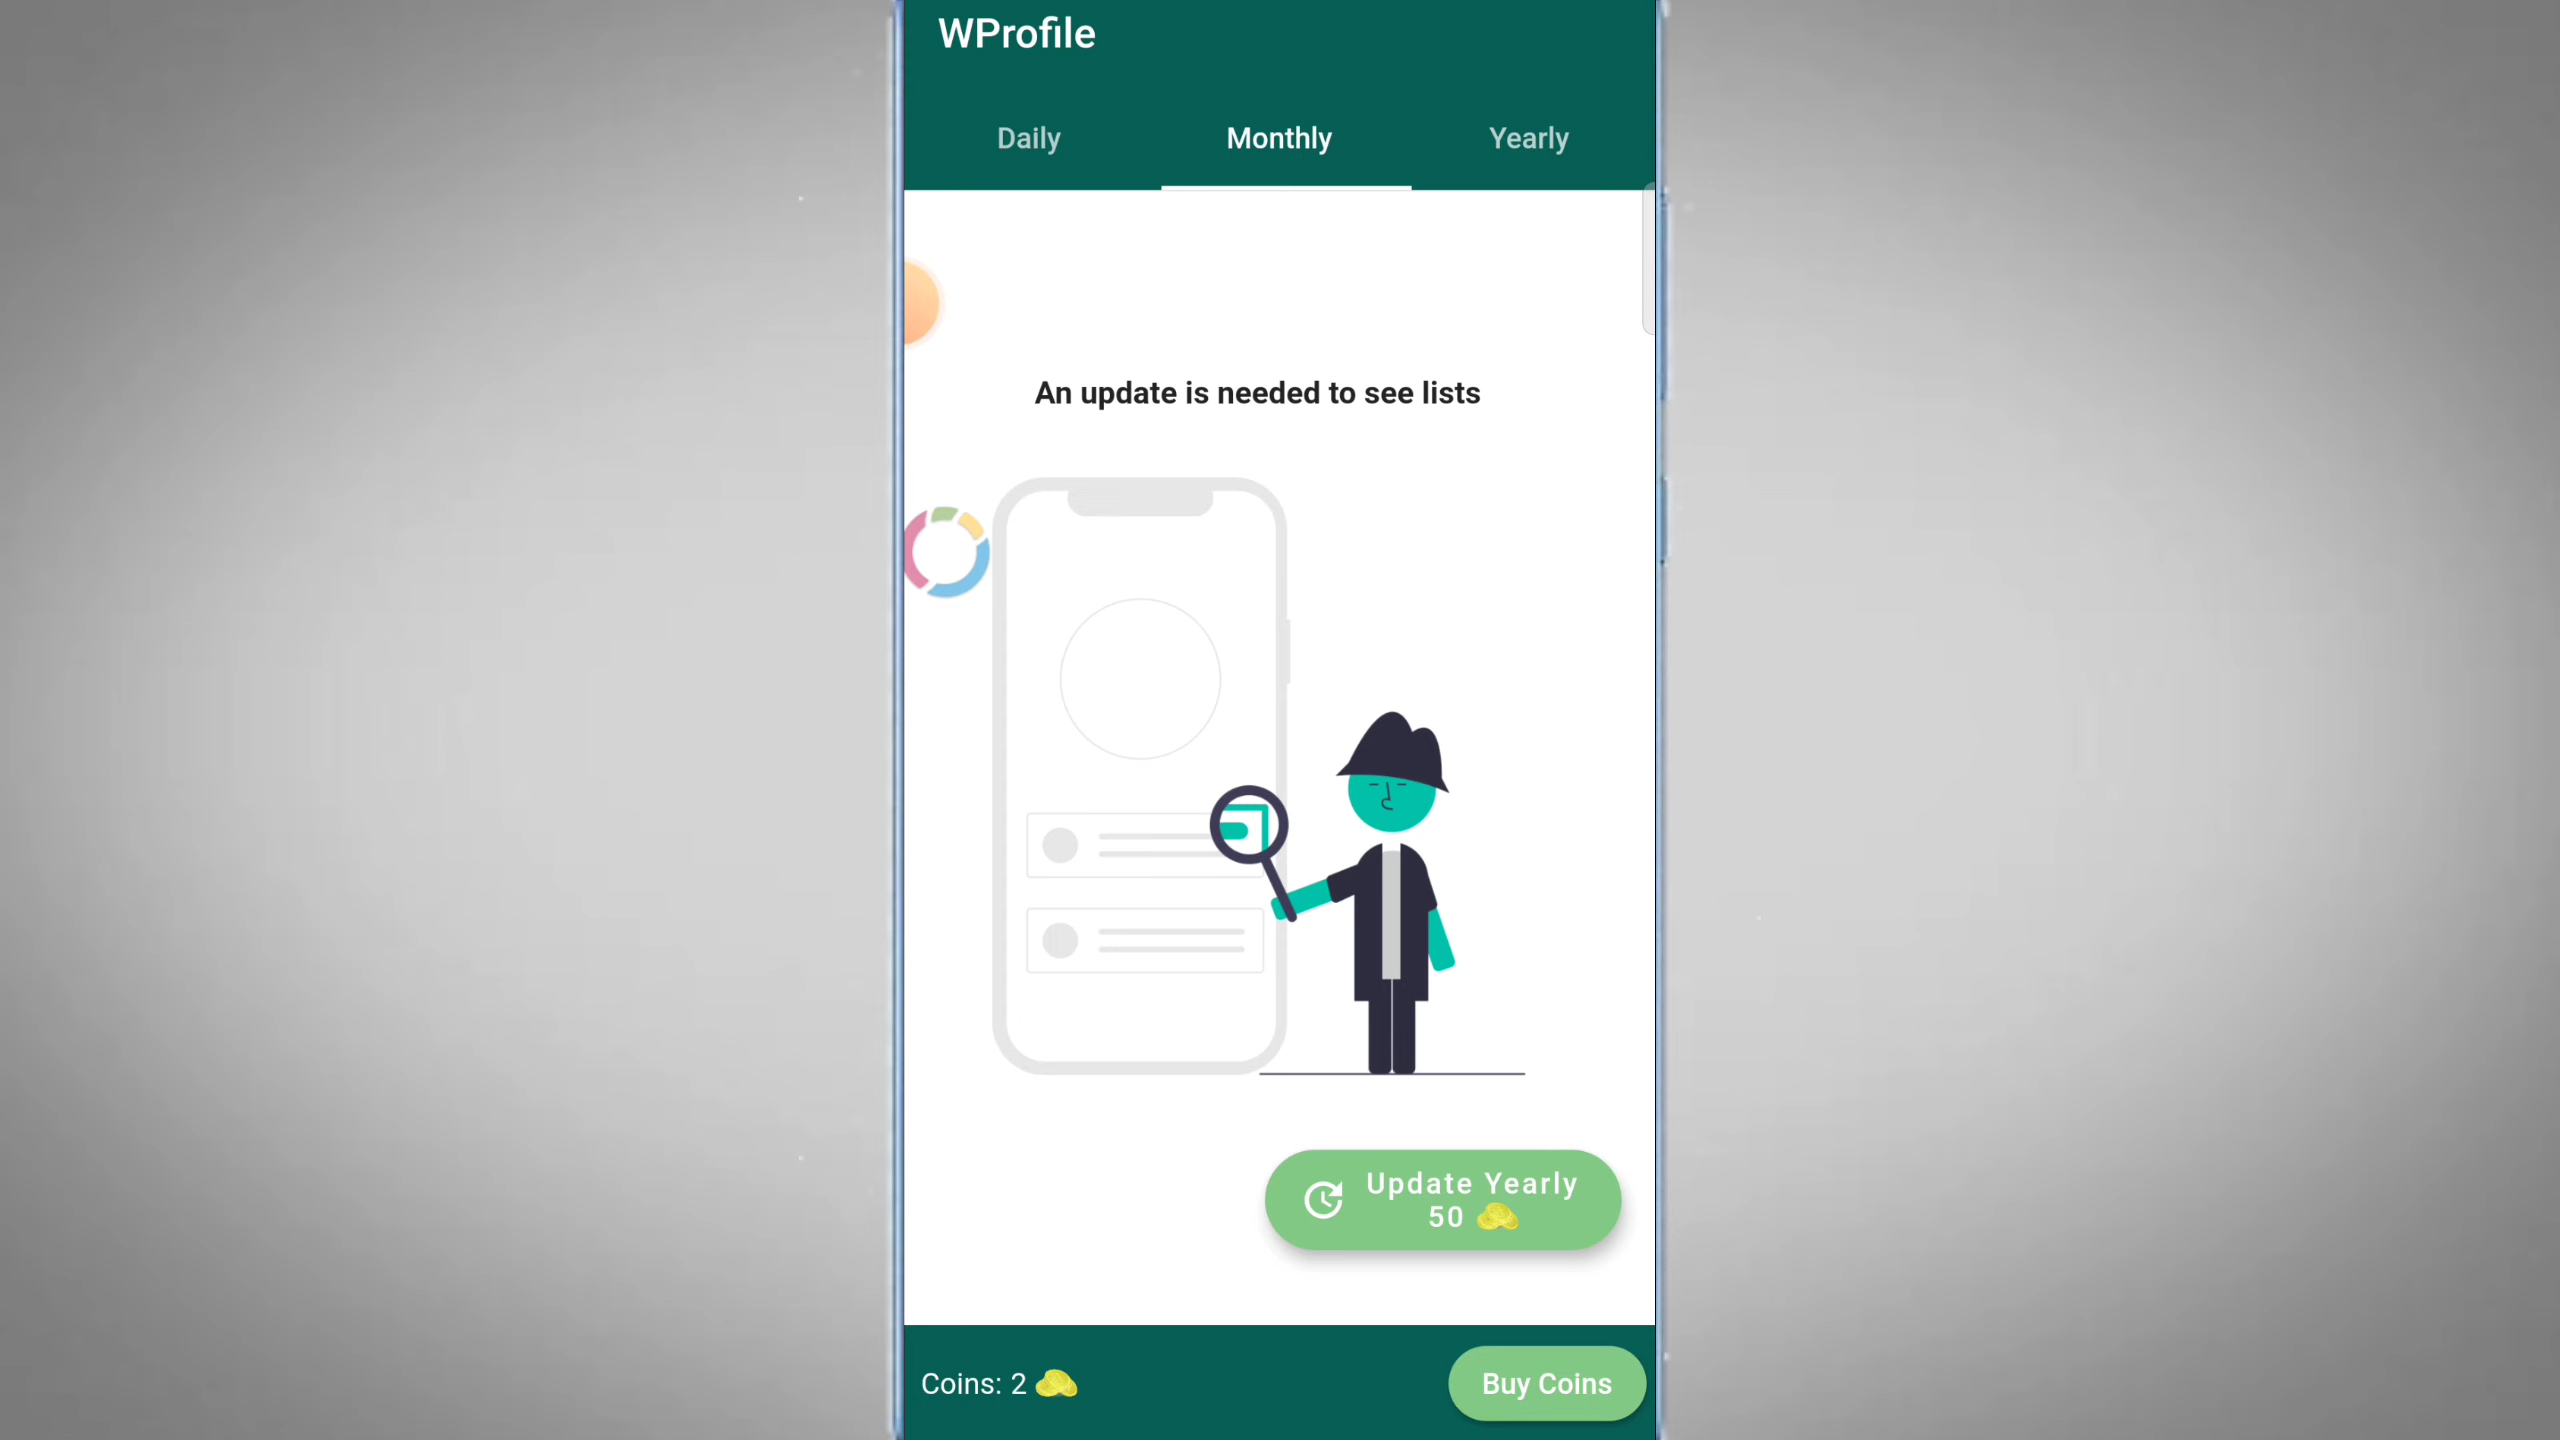 WProfile
Daily
Monthly
Yearly
An update is needed to see lists
Update Yearly
50
Coins: 2
Buy Coins